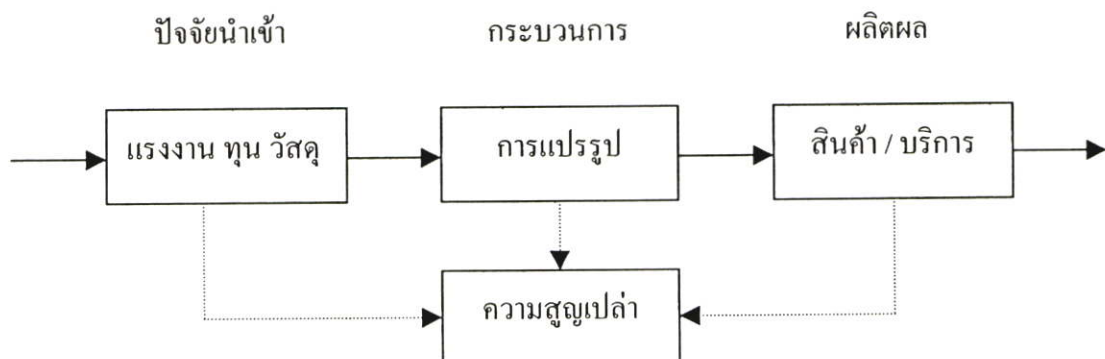 ปัจจัยนำเข้า กระบวนการ ผลิตผล
แรงงาน ทุน วัสดุ การแปรรูป สินค้า / บริการ
ความสูญเปล่า